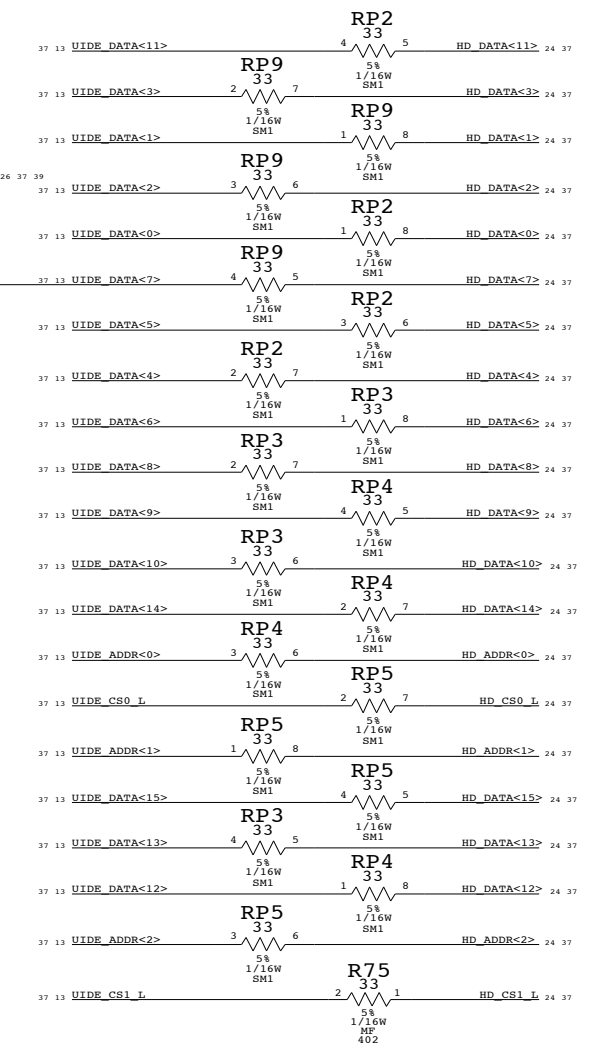 RP2
33
37 13 UIDE_DATA<11> 4 5 HD_DATA<11> 24 37
5%
1/16W
SM1
RP9
33
37 13 UIDE_DATA<3> 2 7 HD_DATA<3> 24 37
5%
1/16W
SM1
RP9
33
37 13 UIDE_DATA<1> 1 8 HD_DATA<1> 24 37
5%
1/16W
SM1
26 37 39
RP9
33
37 13 UIDE_DATA<2> 3 6 HD_DATA<2> 24 37
5%
1/16W
SM1
RP2
33
37 13 UIDE_DATA<0> 1 8 HD_DATA<0> 24 37
5%
1/16W
SM1
RP9
33
37 13 UIDE_DATA<7> 4 5 HD_DATA<7> 24 37
5%
1/16W
SM1
RP2
33
37 13 UIDE_DATA<5> 3 6 HD_DATA<5> 24 37
5%
1/16W
SM1
RP2
33
37 13 UIDE_DATA<4> 2 7 HD_DATA<4> 24 37
5%
1/16W
SM1
RP3
33
37 13 UIDE_DATA<6> 1 8 HD_DATA<6> 24 37
5%
1/16W
SM1
RP3
33
37 13 UIDE_DATA<8> 2 7 HD_DATA<8> 24 37
5%
1/16W
SM1
RP4
33
37 13 UIDE_DATA<9> 4 5 HD_DATA<9> 24 37
5%
1/16W
SM1
RP3
33
37 13 UIDE_DATA<10> 3 6 HD_DATA<10> 24 37
5%
1/16W
SM1
RP4
33
37 13 UIDE_DATA<14> 2 7 HD_DATA<14> 24 37
5%
1/16W
SM1
RP4
33
37 13 UIDE_ADDR<0> 3 6 HD_ADDR<0> 24 37
5%
1/16W
SM1
RP5
33
37 13 UIDE_CS0_L 2 7 HD_CS0_L 24 37
5%
1/16W
SM1
RP5
33
37 13 UIDE_ADDR<1> 1 8 HD_ADDR<1> 24 37
5%
1/16W
SM1
RP5
33
37 13 UIDE_DATA<15> 4 5 HD_DATA<15> 24 37
5%
1/16W
SM1
RP3
33
37 13 UIDE_DATA<13> 4 5 HD_DATA<13> 24 37
5%
1/16W
SM1
RP4
33
37 13 UIDE_DATA<12> 1 8 HD_DATA<12> 24 37
5%
1/16W
SM1
RP5
33
37 13 UIDE_ADDR<2> 3 6 HD_ADDR<2> 24 37
5%
1/16W
SM1
R75
33
37 13 UIDE_CS1_L 2 1 HD_CS1_L 24 37
5%
1/16W
MF
402